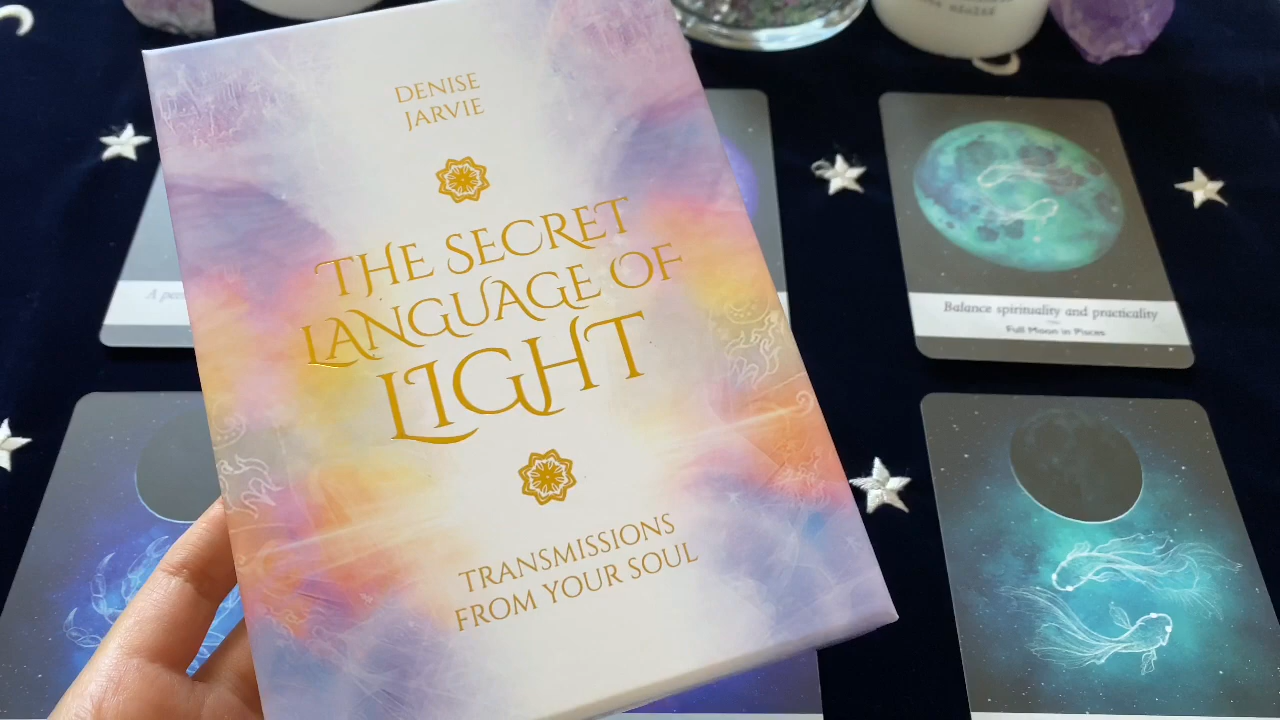 DENISE
JARVIE
THE SECRET
LANGUAGE OF
LIGHT
TRANSMISSIONS
FROM YOUR SOUL
A
Balance spirituality and practicality
Full Moon in Pisces